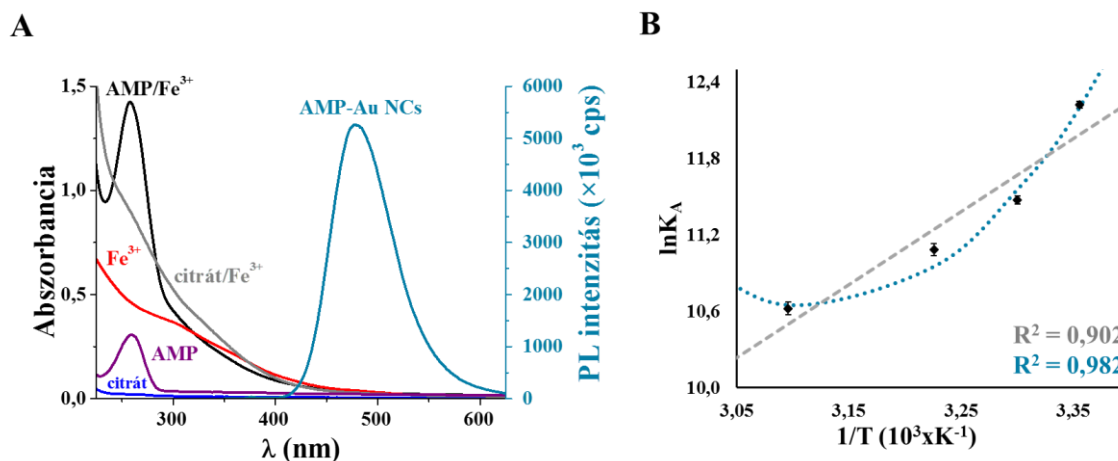 A
B
Abszorbancia
1,5
1,0
0,5
0,0
AMP/Fe³⁺
AMP-Au NCs
Fe³⁺
citrát/Fe³⁺
AMP
citrát
300
400
500
600
λ (nm)
6000
5000
4000
3000
2000
1000
0
PL intenzitás (×10³ cps)
lnK_A
12,4
11,8
11,2
10,6
10,0
R² = 0,902
R² = 0,982
3,05
3,15
3,25
3,35
1/T (10³xK⁻¹)